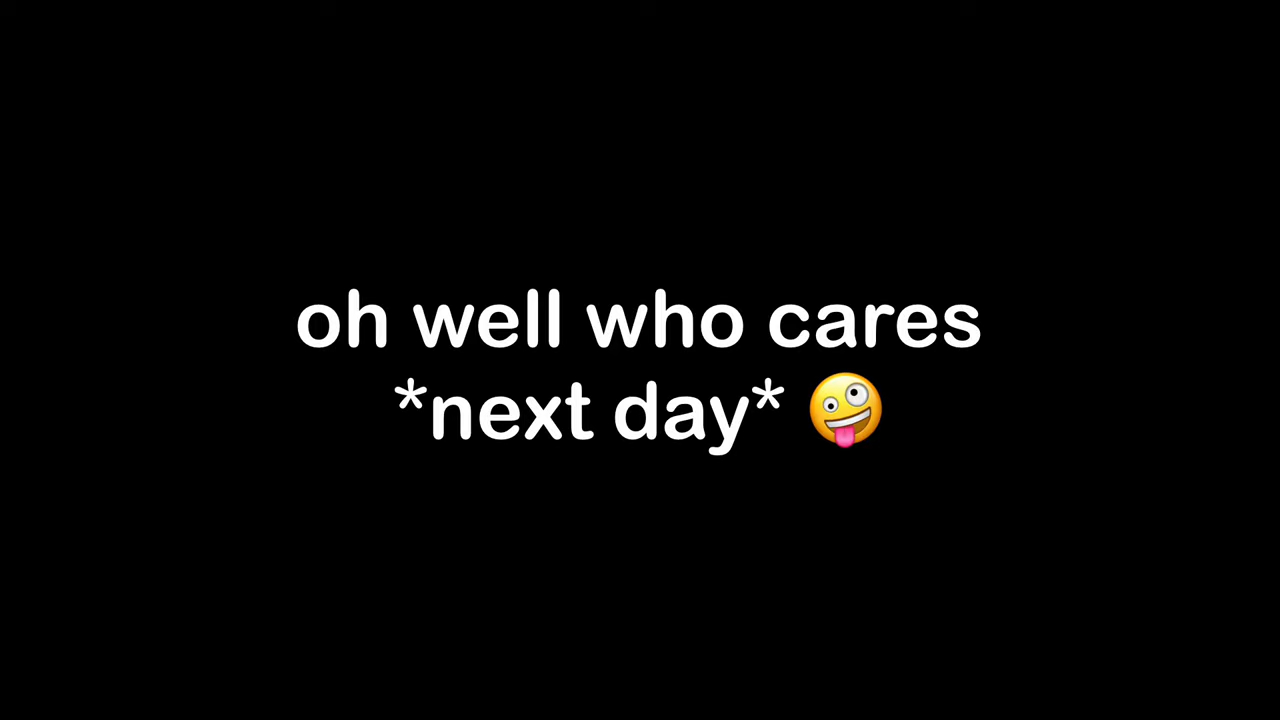 oh well who cares
*next day* 🤪